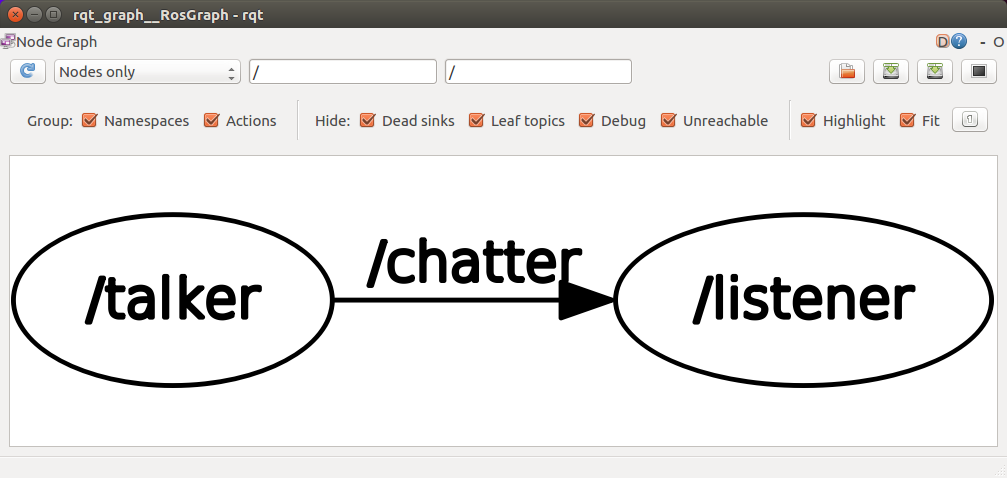 rqt_graph__RosGraph - rqt
Node Graph D ? - O
Nodes only / /
Group: Namespaces Actions Hide: Dead sinks Leaf topics Debug Unreachable Highlight Fit
/chatter
/talker /listener